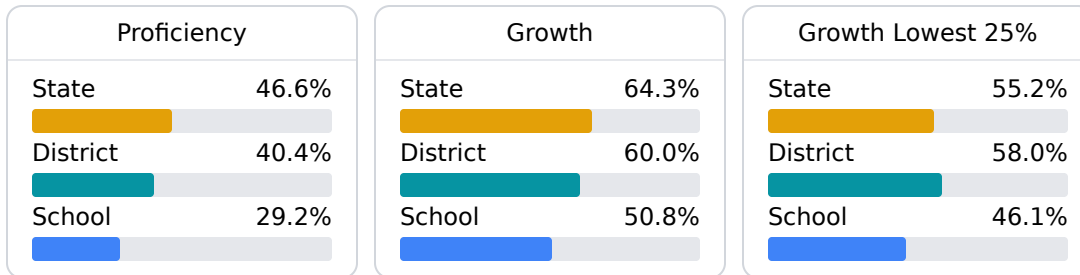 Proficiency
State 46.6%
District 40.4%
School 29.2%
Growth
State 64.3%
District 60.0%
School 50.8%
Growth Lowest 25%
State 55.2%
District 58.0%
School 46.1%